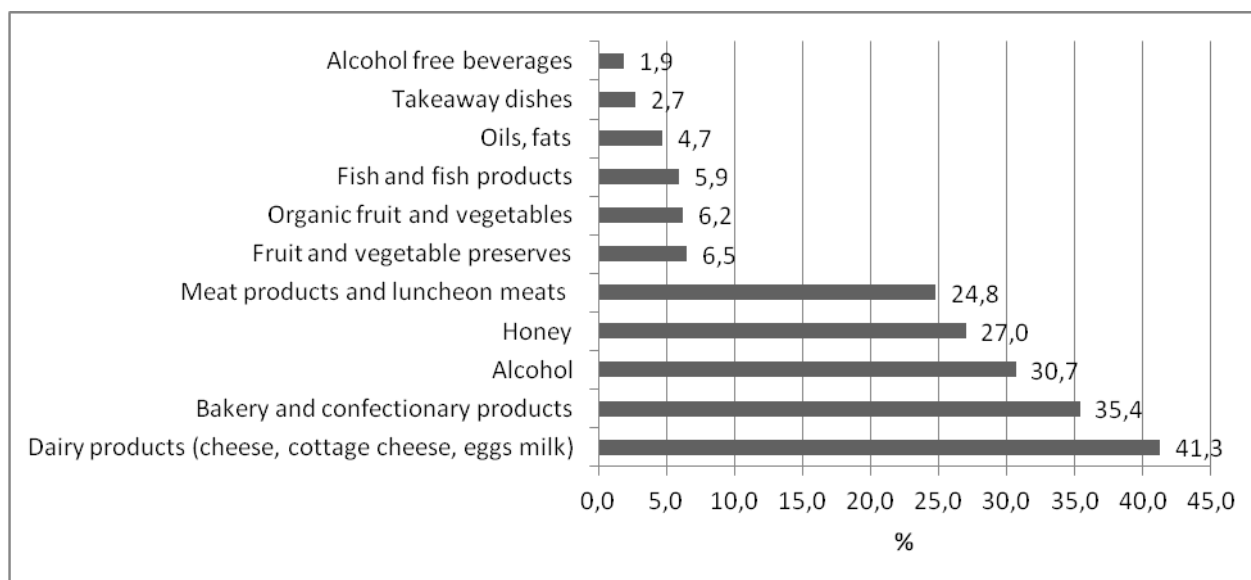 Alcohol free beverages 1,9
Takeaway dishes 2,7
Oils, fats 4,7
Fish and fish products 5,9
Organic fruit and vegetables 6,2
Fruit and vegetable preserves 6,5
Meat products and luncheon meats 24,8
Honey 27,0
Alcohol 30,7
Bakery and confectionary products 35,4
Dairy products (cheese, cottage cheese, eggs milk) 41,3
0,0 5,0 10,0 15,0 20,0 25,0 30,0 35,0 40,0 45,0
%